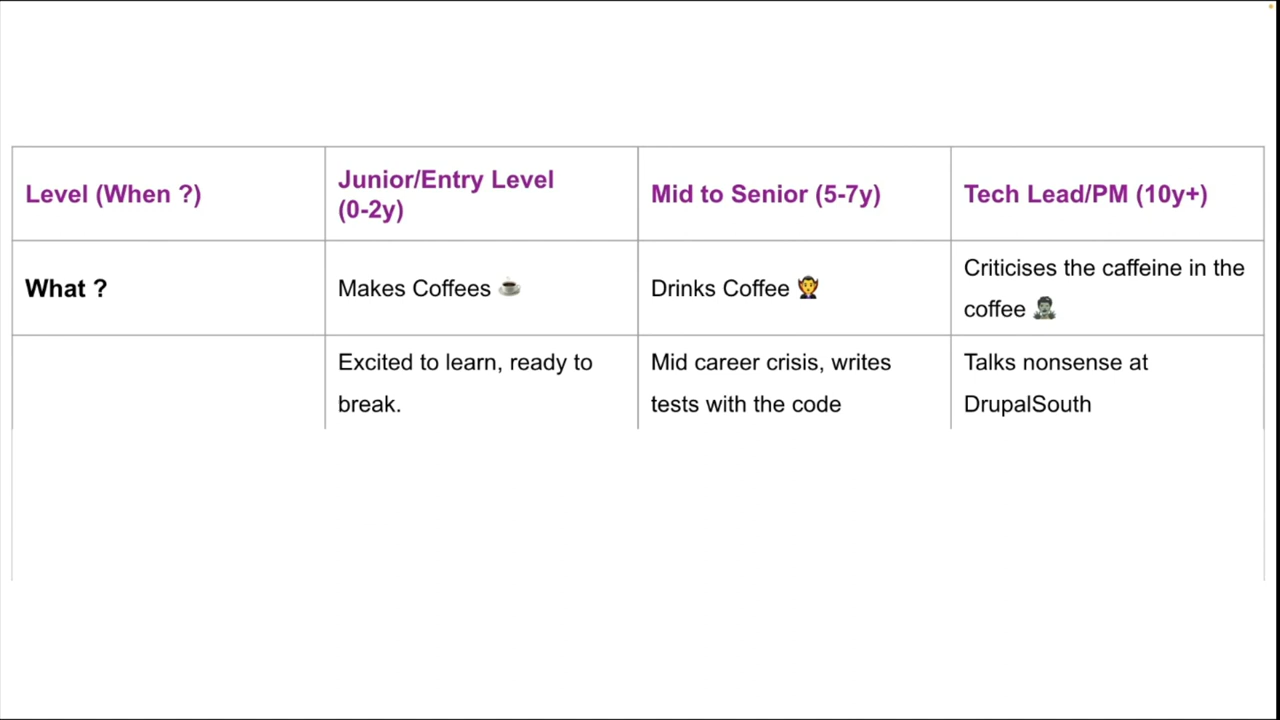 Level (When ?)
Junior/Entry Level
(0-2y)
Mid to Senior (5-7y)
Tech Lead/PM (10y+)
What ?
Makes Coffees ☕
Drinks Coffee 🧝
Criticises the caffeine in the
coffee 🧟
Excited to learn, ready to
break.
Mid career crisis, writes
tests with the code
Talks nonsense at
DrupalSouth